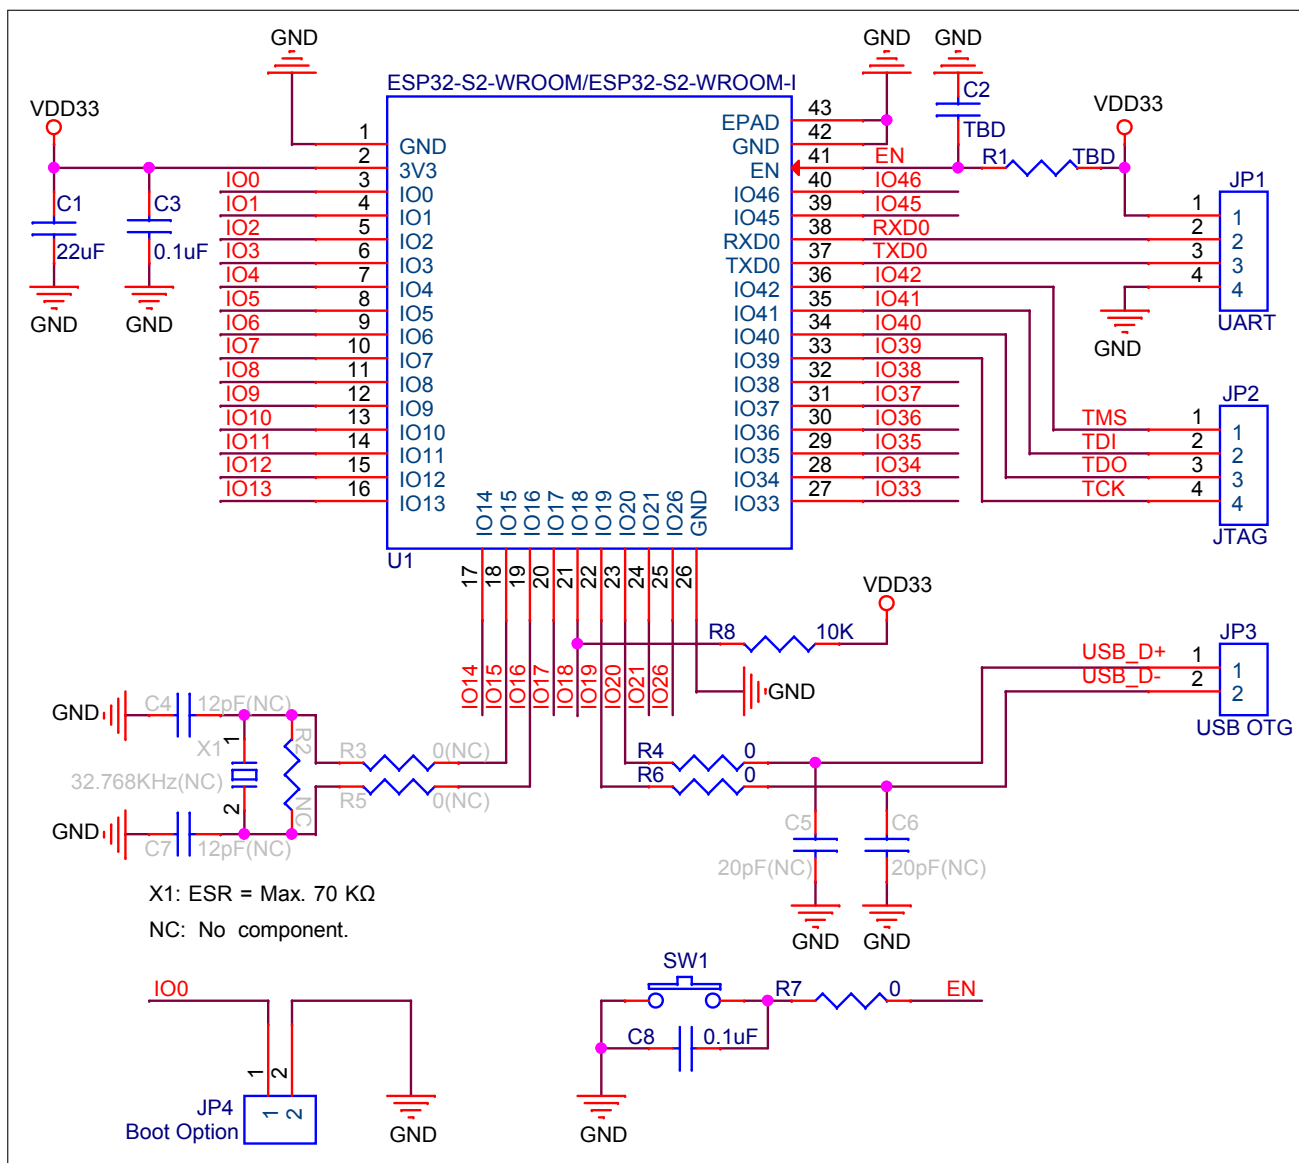 GND
GND
GND
ESP32-S2-WROOM/ESP32-S2-WROOM-I
VDD33
C1
22uF
GND
C3
0.1uF
GND
1 GND
2 3V3
IO0 3 IO0
IO1 4 IO1
IO2 5 IO2
IO3 6 IO3
IO4 7 IO4
IO5 8 IO5
IO6 9 IO6
IO7 10 IO7
IO8 11 IO8
IO9 12 IO9
IO10 13 IO10
IO11 14 IO11
IO12 15 IO12
IO13 16 IO13
EPAD 43
GND 42
EN 41 EN
IO46 40 IO46
IO45 39 IO45
RXD0 38 RXD0
TXD0 37 TXD0
IO42 36 IO42
IO41 35 IO41
IO40 34 IO40
IO39 33 IO39
IO38 32 IO38
IO37 31 IO37
IO36 30 IO36
IO35 29 IO35
IO34 28 IO34
IO33 27 IO33
C2
TBD
R1 TBD
VDD33
JP1
1 1
2 2
3 3
4 4
UART
GND
JP2
TMS 1 1
TDI 2 2
TDO 3 3
TCK 4 4
JTAG
U1
IO14 17 IO14
IO15 18 IO15
IO16 19 IO16
IO17 20 IO17
IO18 21 IO18
IO19 22 IO19
IO20 23 IO20
IO21 24 IO21
IO26 25 IO26
GND 26
VDD33
R8 10K
GND
JP3
USB_D+ 1 1
USB_D- 2 2
USB OTG
GND C4 12pF(NC)
X1 1
32.768KHz(NC)
2
R2
NC
R3 0(NC)
R5 0(NC)
GND C7 12pF(NC)
R4 0
R6 0
C5
20pF(NC)
GND
C6
20pF(NC)
GND
X1: ESR = Max. 70 KΩ
NC: No component.
IO0
1 2
JP4
1 2
Boot Option
GND
SW1
R7 0 EN
C8 0.1uF
GND